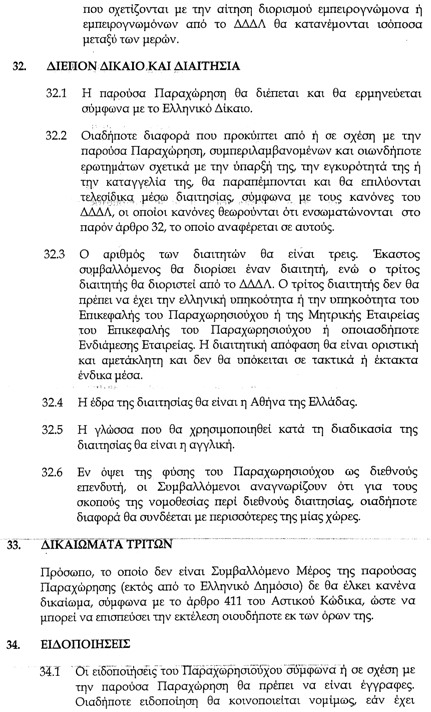 που σχετίζονται με την αίτηση διορισμού εμπειρογνώμονα ή
εμπειρογνωμόνων από το ΔΔΔΛ θα κατανέμονται ισόποσα
μεταξύ των μερών.
32. ΔΙΕΠΟΝ ΔΙΚΑΙΟ ΚΑΙ ΔΙΑΙΤΗΣΙΑ
32.1 Η παρούσα Παραχώρηση θα διέπεται και θα ερμηνεύεται
σύμφωνα με το Ελληνικό Δίκαιο.
32.2 Οιαδήποτε διαφορά που προκύπτει από ή σε σχέση με την
παρούσα Παραχώρηση, συμπεριλαμβανομένων και οιωνδήποτε
ερωτημάτων σχετικά με την ύπαρξή της, την εγκυρότητά της ή
την καταγγελία της, θα παραπέμπονται και θα επιλύονται
τελεσίδικα μέσω διαιτησίας, σύμφωνα με τους κανόνες του
ΔΔΔΛ, οι οποίοι κανόνες θεωρούνται ότι ενσωματώνονται στο
παρόν άρθρο 32, το οποίο αναφέρεται σε αυτούς.
32.3 Ο αριθμός των διαιτητών θα είναι τρεις. Έκαστος
συμβαλλόμενος θα διορίσει έναν διαιτητή, ενώ ο τρίτος
διαιτητής θα διοριστεί από το ΔΔΔΛ. Ο τρίτος διαιτητής δεν θα
πρέπει να έχει την ελληνική υπηκοότητα ή την υπηκοότητα του
Επικεφαλής του Παραχωρησιούχου ή της Μητρικής Εταιρείας
του Επικεφαλής του Παραχωρησιούχου ή οποιασδήποτε
Ενδιάμεσης Εταιρείας. Η διαιτητική απόφαση θα είναι οριστική
και αμετάκλητη και δεν θα υπόκειται σε τακτικά ή έκτακτα
ένδικα μέσα.
32.4 Η έδρα της διαιτησίας θα είναι η Αθήνα της Ελλάδας.
32.5 Η γλώσσα που θα χρησιμοποιηθεί κατά τη διαδικασία της
διαιτησίας θα είναι η αγγλική.
32.6 Εν όψει της φύσης του Παραχωρησιούχου ως διεθνούς
επενδυτή, οι Συμβαλλόμενοι αναγνωρίζουν ότι για τους
σκοπούς της νομοθεσίας περί διεθνούς διαιτησίας, οιαδήποτε
διαφορά θα συνδέεται με περισσότερες της μίας χώρες.
33. ΔΙΚΑΙΩΜΑΤΑ ΤΡΙΤΩΝ
Πρόσωπο, το οποίο δεν είναι Συμβαλλόμενο Μέρος της παρούσας
Παραχώρησης (εκτός από το Ελληνικό Δημόσιο) δε θα έλκει κανένα
δικαίωμα, σύμφωνα με το άρθρο 411 του Αστικού Κώδικα, ώστε να
μπορεί να επισπεύσει την εκτέλεση οιουδήποτε εκ των όρων της.
34. ΕΙΔΟΠΟΙΗΣΕΙΣ
34.1 Οι ειδοποιήσεις του Παραχωρησιούχου σύμφωνα ή σε σχέση με
την παρούσα Παραχώρηση θα πρέπει να είναι έγγραφες.
Οιαδήποτε ειδοποίηση θα κοινοποιείται νομίμως, εάν έχει